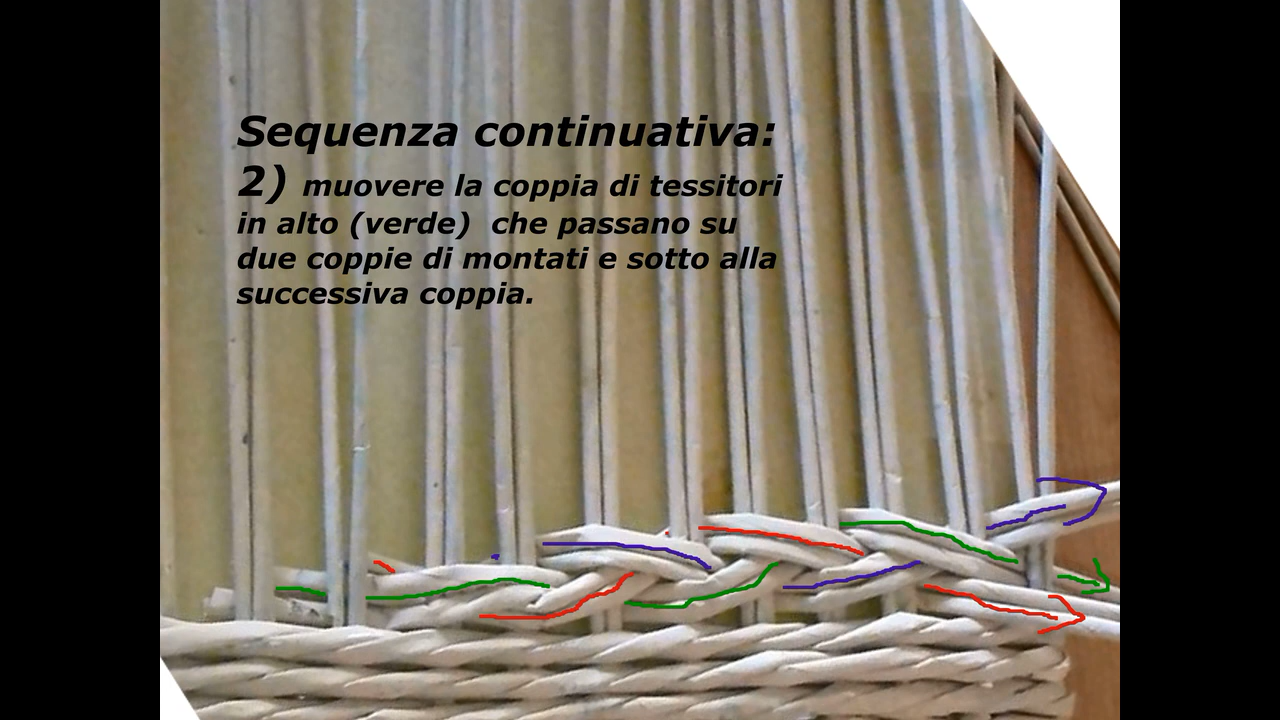 Sequenza continuativa:
2) muovere la coppia di tessitori
in alto (verde)  che passano su
due coppie di montati e sotto alla
successiva coppia.